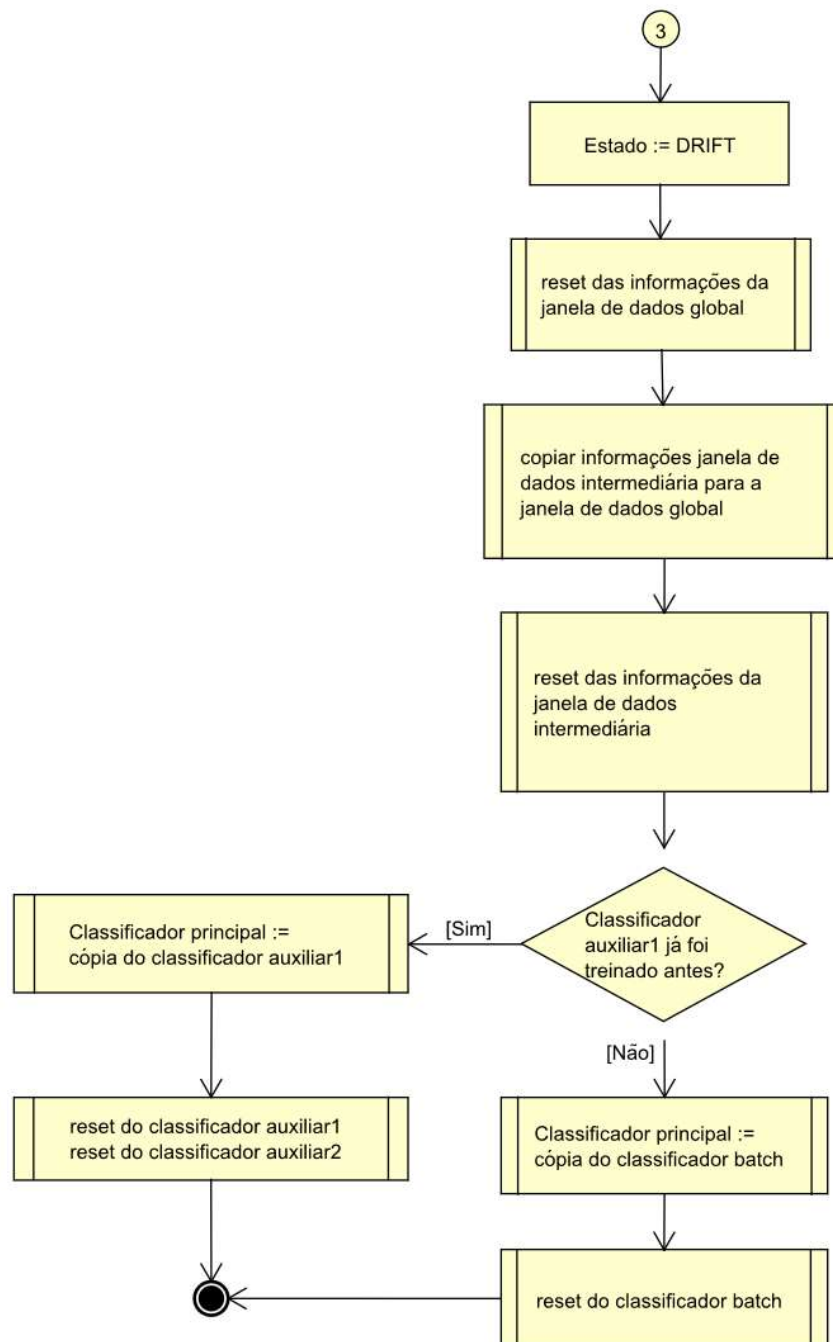 3
Estado := DRIFT
reset das informações da
janela de dados global
copiar informações janela de
dados intermediária para a
janela de dados global
reset das informações da
janela de dados
intermediária
Classificador
auxiliar1 já foi
treinado antes?
[Sim]
Classificador principal :=
cópia do classificador auxiliar1
reset do classificador auxiliar1
reset do classificador auxiliar2
[Não]
Classificador principal :=
cópia do classificador batch
reset do classificador batch